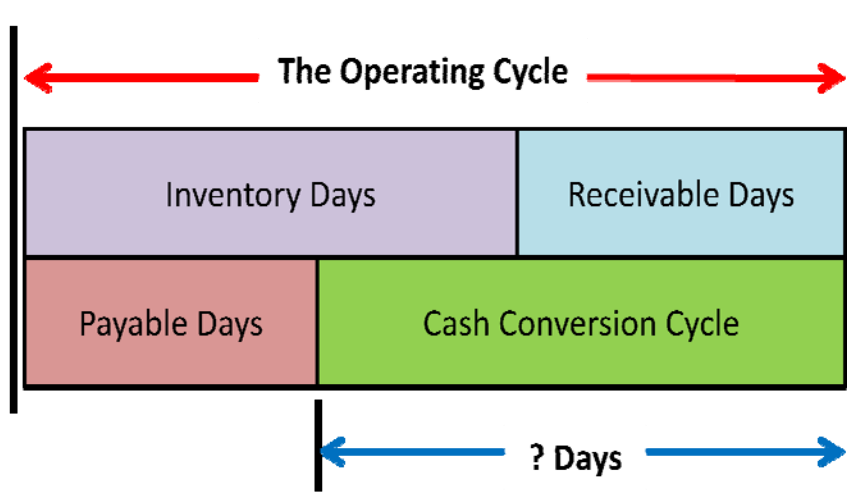 The Operating Cycle
Inventory Days
Receivable Days
Payable Days
Cash Conversion Cycle
? Days